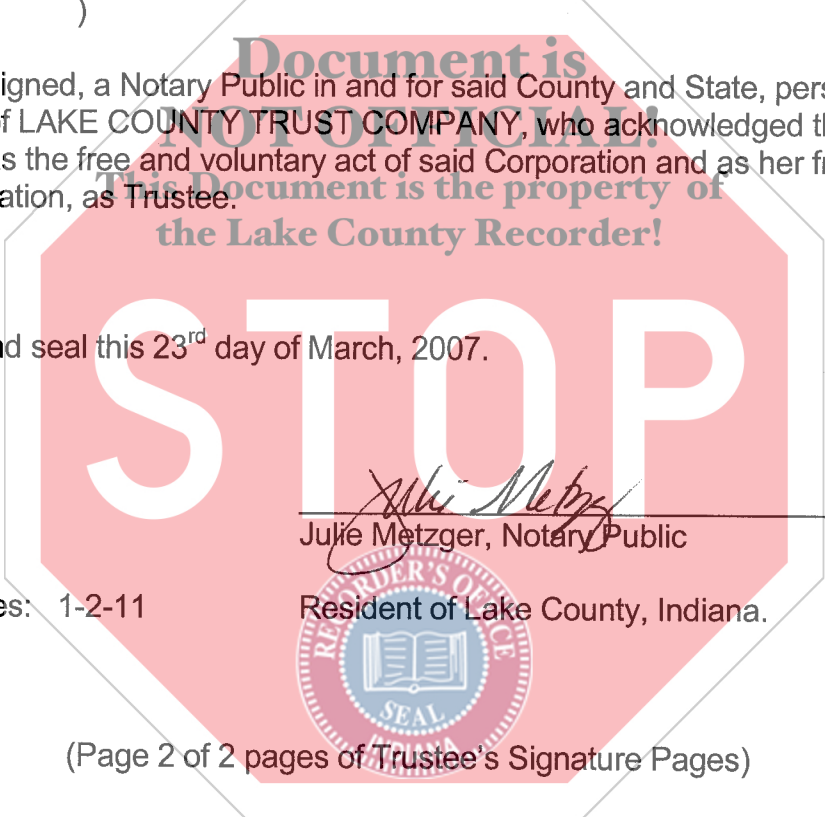 )
Document is
igned, a Notary Public in and for said County and State, pers
NOT OFFICIAL!
f LAKE COUNTY TRUST COMPANY, who acknowledged th
s the free and voluntary act of said Corporation and as her fr
This Document is the property of
ation, as Trustee.
the Lake County Recorder!
STOP
nd seal this 23rd day of March, 2007.
Julie Metzger
Julie Metzger, Notary Public
es: 1-2-11
Resident of Lake County, Indiana.
RECORDER'S OFFICE
SEAL
INDIANA
(Page 2 of 2 pages of Trustee's Signature Pages)